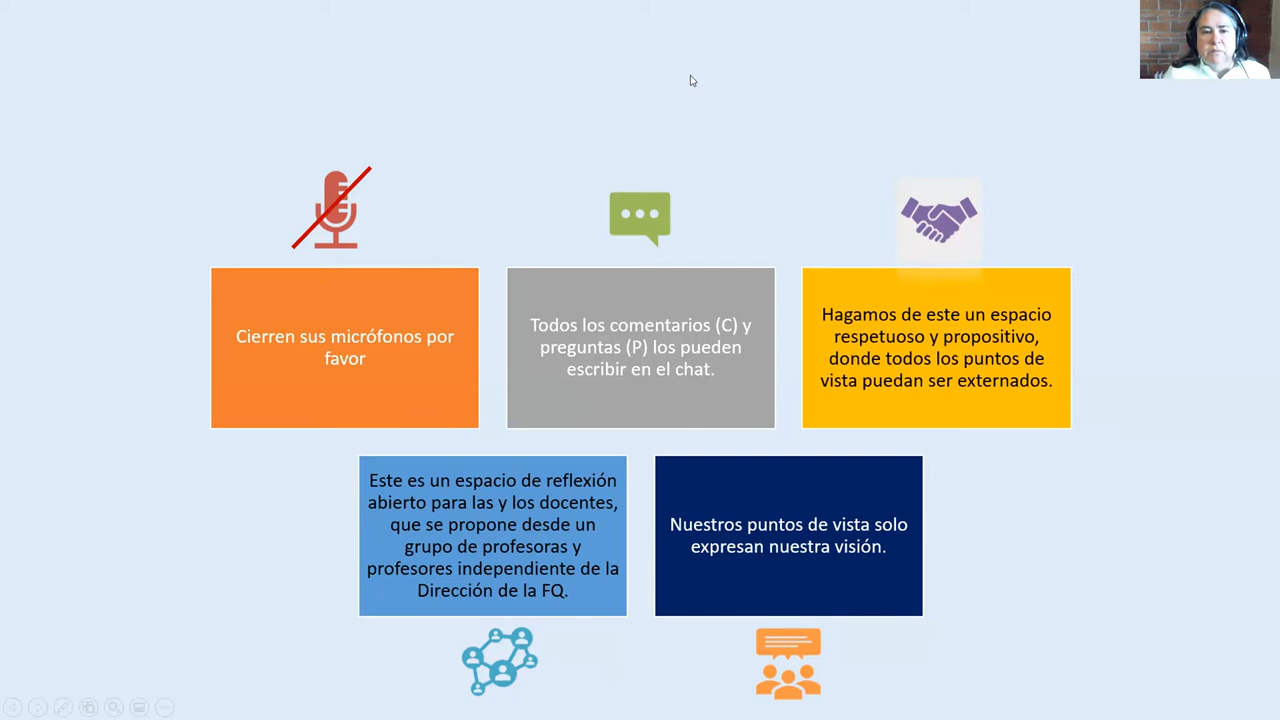 Cierren sus micrófonos por
favor
Todos los comentarios (C) y
preguntas (P) los pueden
escribir en el chat.
Hagamos de este un espacio
respetuoso y propositivo,
donde todos los puntos de
vista puedan ser externados.
Este es un espacio de reflexión
abierto para las y los docentes,
que se propone desde un
grupo de profesoras y
profesores independiente de la
Dirección de la FQ.
Nuestros puntos de vista solo
expresan nuestra visión.